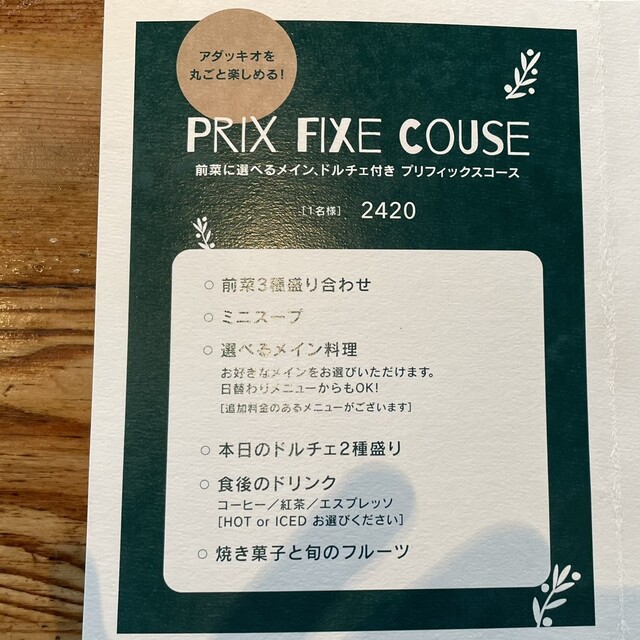 アダッキオを
丸ごと楽しめる!
PRIX FIXE COUSE
前菜に選べるメイン、ドルチェ付き プリフィックスコース
[1名様] 2420
○ 前菜3種盛り合わせ
○ ミニスープ
○ 選べるメイン料理
お好きなメインをお選びいただけます。
日替わりメニューからもOK!
[追加料金のあるメニューがございます]
○ 本日のドルチェ2種盛り
○ 食後のドリンク
コーヒー／紅茶／エスプレッソ
[HOT or ICED お選びください]
○ 焼き菓子と旬のフルーツ